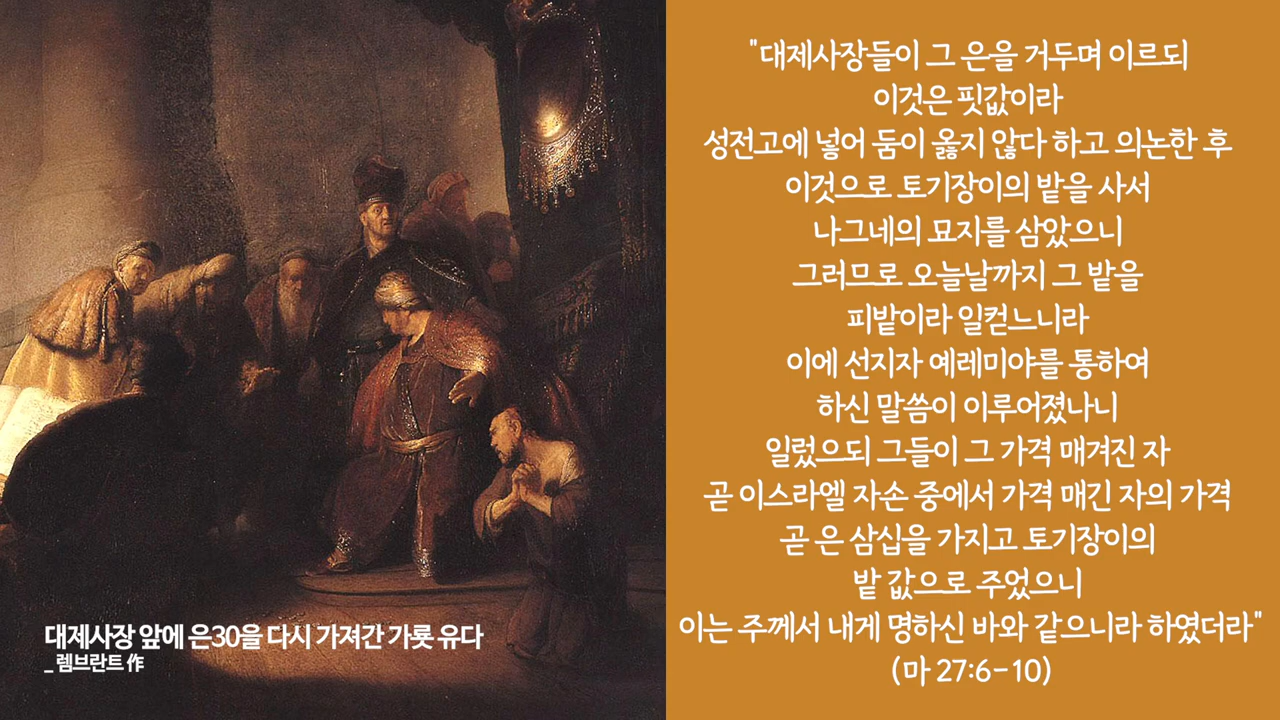 대제사장 앞에 은30을 다시 가져간 가룟 유다
_ 렘브란트 作
"대제사장들이 그 은을 거두며 이르되
이것은 핏값이라
성전고에 넣어 둠이 옳지 않다 하고 의논한 후
이것으로 토기장이의 밭을 사서
나그네의 묘지를 삼았으니
그러므로 오늘날까지 그 밭을
피밭이라 일컫느니라
이에 선지자 예레미야를 통하여
하신 말씀이 이루어졌나니
일렀으되 그들이 그 가격 매겨진 자
곧 이스라엘 자손 중에서 가격 매긴 자의 가격
곧 은 삼십을 가지고 토기장이의
밭 값으로 주었으니
이는 주께서 내게 명하신 바와 같으니라 하였더라"
(마 27:6-10)